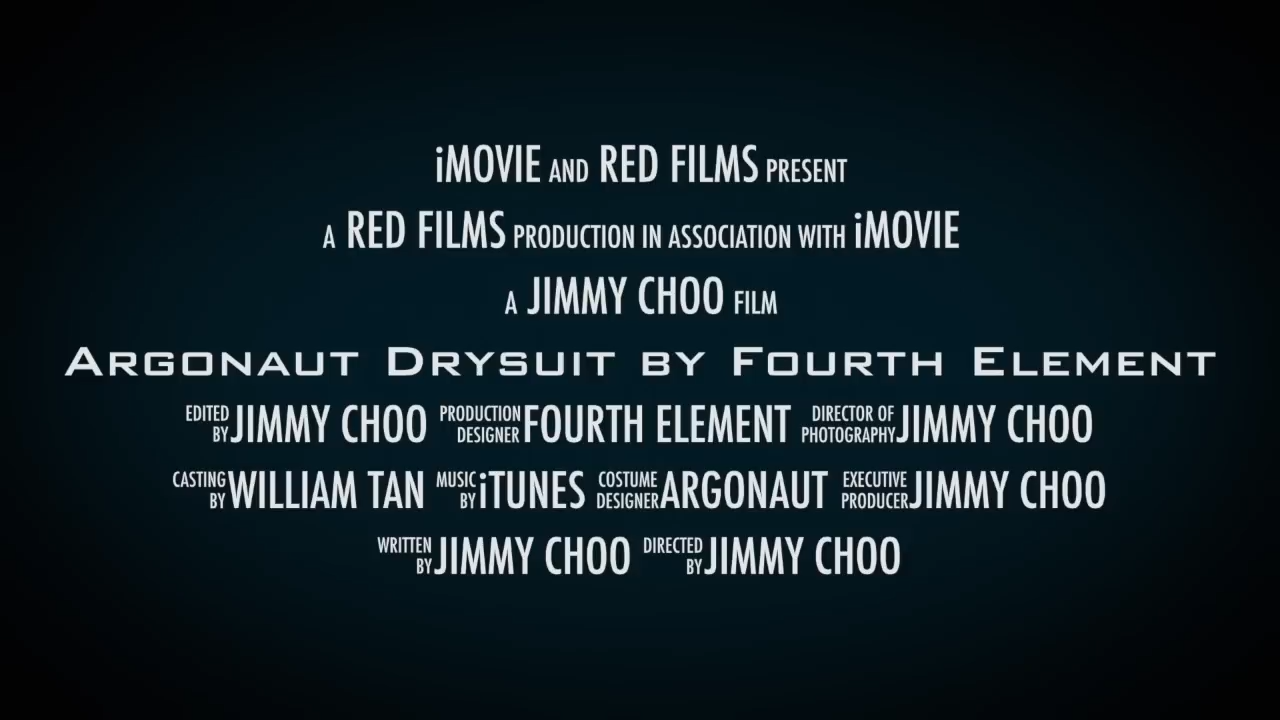 iMOVIE AND RED FILMS PRESENT
A RED FILMS PRODUCTION IN ASSOCIATION WITH iMOVIE
A JIMMY CHOO FILM
ARGONAUT DRYSUIT BY FOURTH ELEMENT
EDITED BY JIMMY CHOO PRODUCTION DESIGNER FOURTH ELEMENT DIRECTOR OF PHOTOGRAPHY JIMMY CHOO
CASTING BY WILLIAM TAN MUSIC BY iTUNES COSTUME DESIGNER ARGONAUT EXECUTIVE PRODUCER JIMMY CHOO
WRITTEN BY JIMMY CHOO DIRECTED BY JIMMY CHOO